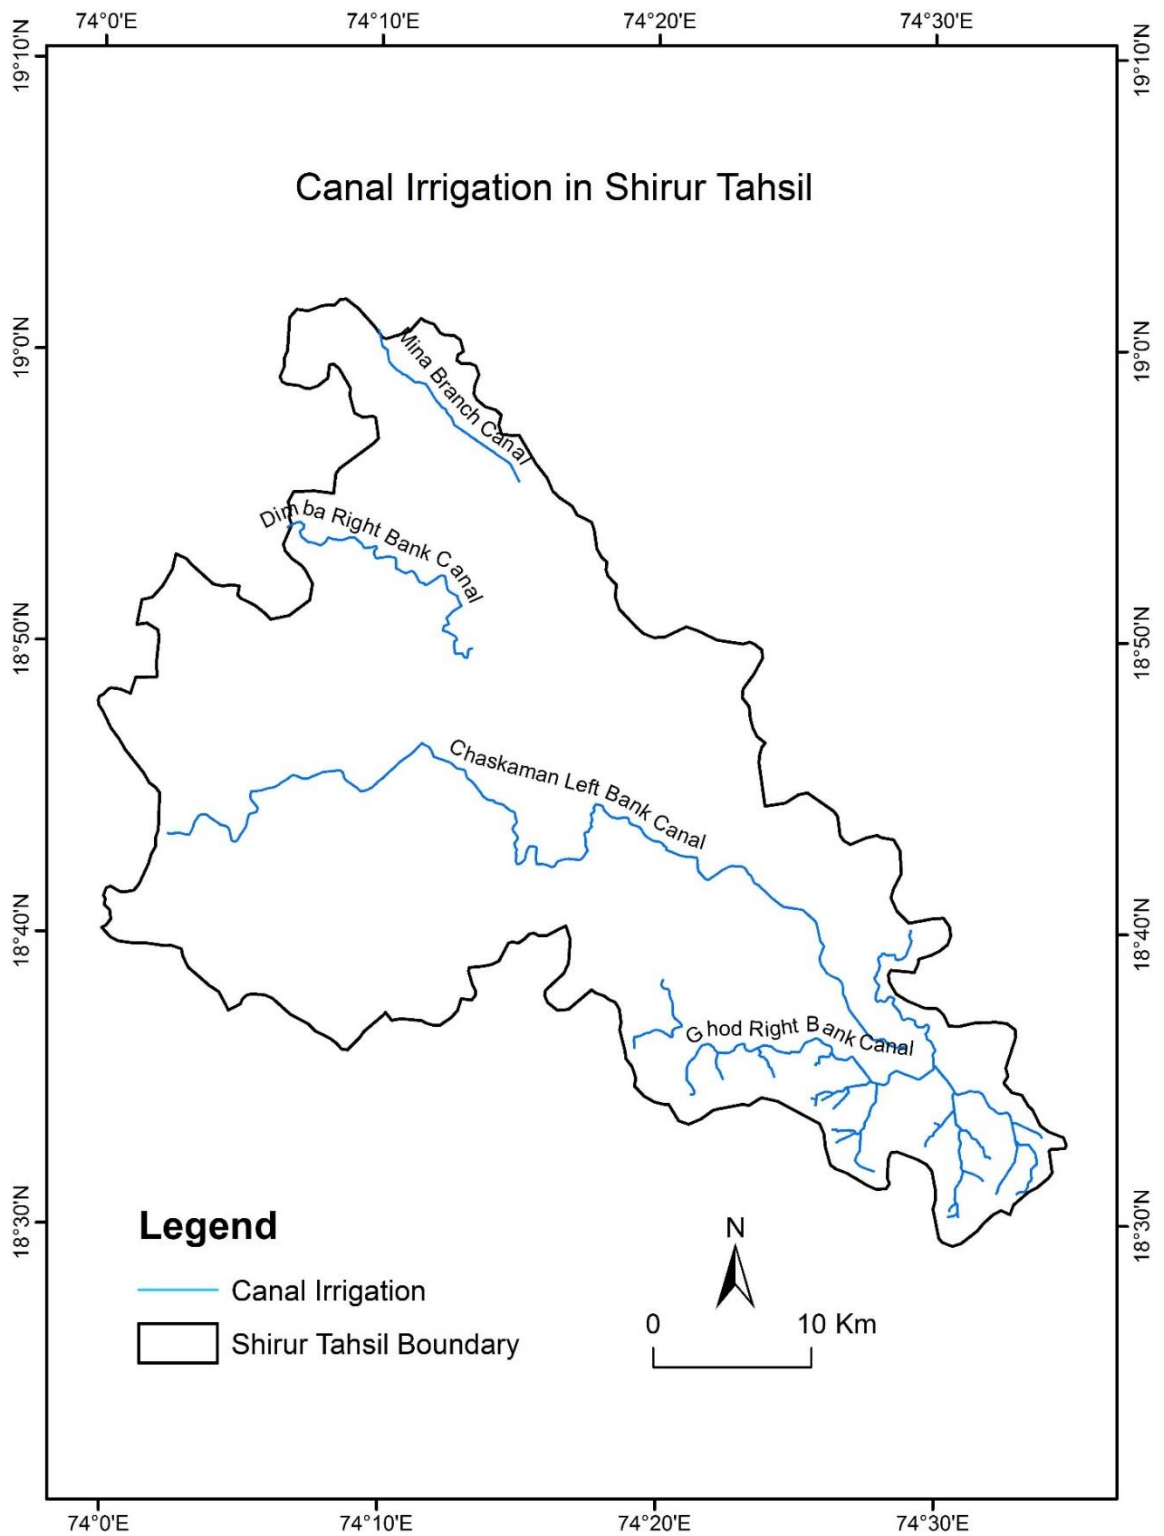 74°0'E
74°10'E
74°20'E
74°30'E
19°10'N
19°10'N
Canal Irrigation in Shirur Tahsil
19°0'N
19°0'N
Mina Branch Canal
Dimba Right Bank Canal
18°50'N
18°50'N
Chaskaman Left Bank Canal
18°40'N
18°40'N
Ghod Right Bank Canal
18°30'N
18°30'N
Legend
Canal Irrigation
Shirur Tahsil Boundary
N
0 10 Km
74°0'E
74°10'E
74°20'E
74°30'E